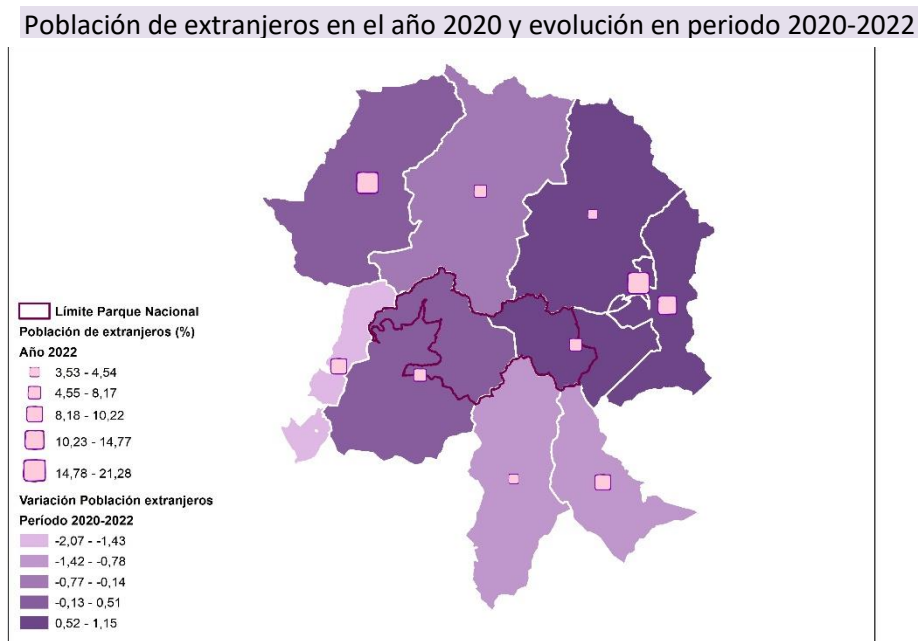 Población de extranjeros en el año 2020 y evolución en periodo 2020-2022
Límite Parque Nacional
Población de extranjeros (%)
Año 2022
3,53 - 4,54
4,55 - 8,17
8,18 - 10,22
10,23 - 14,77
14,78 - 21,28
Variación Población extranjeros
Período 2020-2022
-2,07 - -1,43
-1,42 - -0,78
-0,77 - -0,14
-0,13 - 0,51
0,52 - 1,15